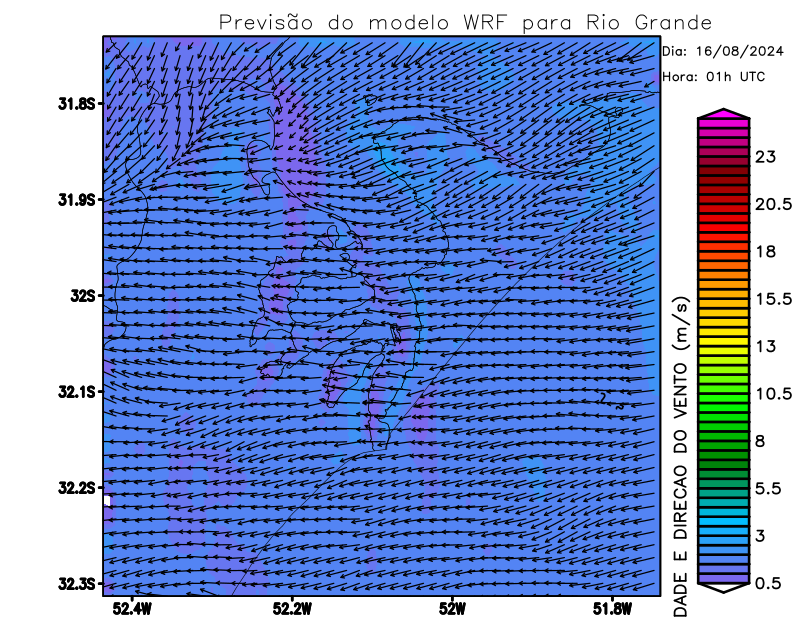 Previsão do modelo WRF para Rio Grande
Dia: 16/08/2024
Hora: 01h UTC
31.8S
31.9S
32S
32.1S
32.2S
32.3S
52.4W
52.2W
52W
51.8W
23
20.5
18
15.5
13
10.5
8
5.5
3
0.5
DADE E DIRECAO DO VENTO (m/s)